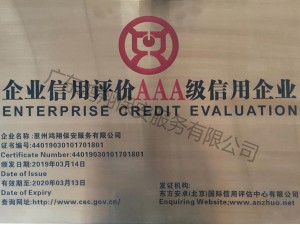 企业信用评价AAA级信用企业
ENTERPRISE CREDIT EVALUATION
企业名称:惠州鸿翔保安服务有限公司
证书编号:44019030101701801
Certificate Number:44019030101701801
颁发日期:2019年03月14日
Date of Issue
有效期至:2020年03月13日
Date of Expiry
查询网址:http://www.cec.gov.cn/
发证机构:
东方安卓(北京)国际信用评估中心有限公司
Enquiring Website:www.anzhuo.net